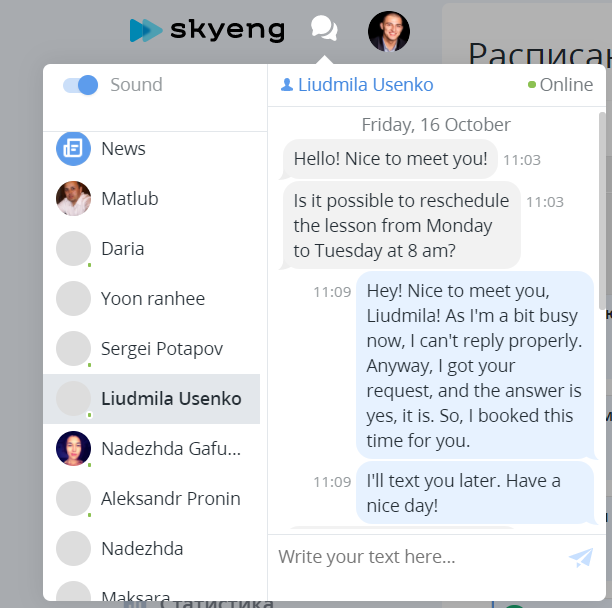 skyeng
Расписан
Sound
Liudmila Usenko
Online
News
Matlub
Daria
Yoon ranhee
Sergei Potapov
Liudmila Usenko
Nadezhda Gafu...
Aleksandr Pronin
Nadezhda
Maksara
Friday, 16 October
Hello! Nice to meet you!
11:03
Is it possible to reschedule
11:03
the lesson from Monday
to Tuesday at 8 am?
11:09
Hey! Nice to meet you,
Liudmila! As I'm a bit busy
now, I can't reply properly.
Anyway, I got your
request, and the answer is
yes, it is. So, I booked this
time for you.
11:09
I'll text you later. Have a
nice day!
Write your text here...
Статистика